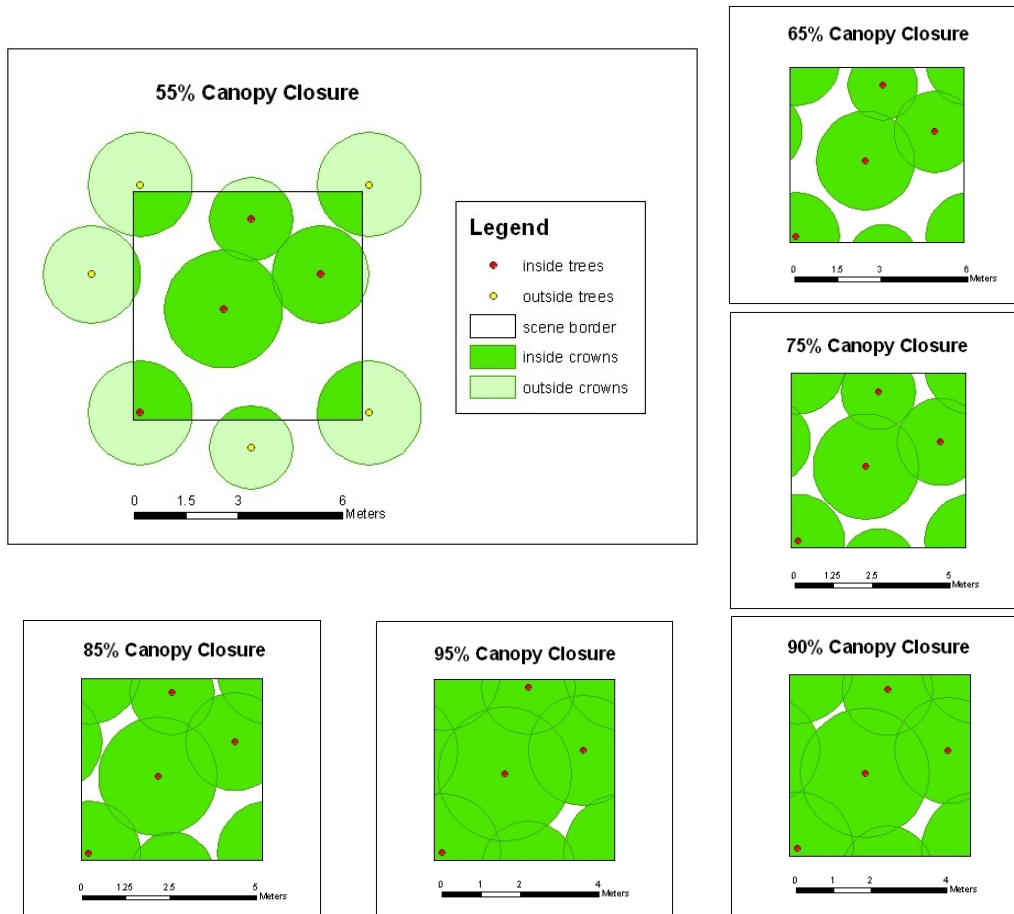 55% Canopy Closure
Legend
inside trees
outside trees
scene border
inside crowns
outside crowns
0 1.5 3 6
Meters
65% Canopy Closure
0 1.5 3 6
Meters
75% Canopy Closure
0 1.25 2.5 5
Meters
85% Canopy Closure
0 1.25 2.5 5
Meters
95% Canopy Closure
0 1 2 4
Meters
90% Canopy Closure
0 1 2 4
Meters